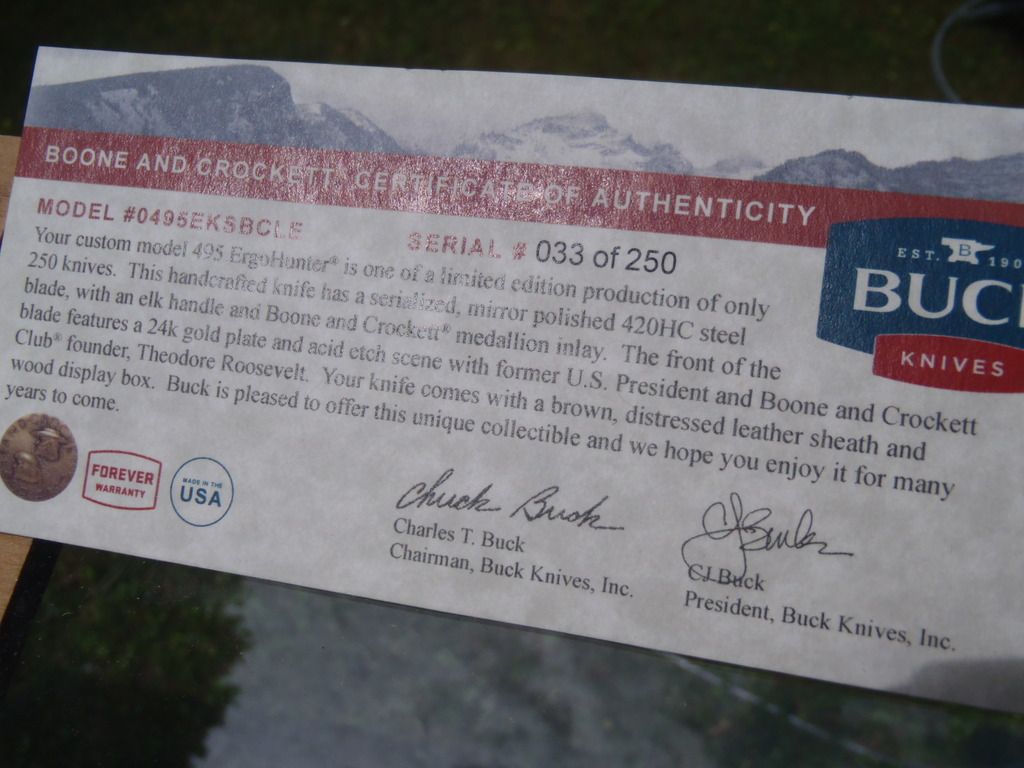 BOONE AND CROCKETT® CERTIFICATE OF AUTHENTICITY
MODEL #0495EKSBCLE SERIAL # 033 of 250
Your custom model 495 ErgoHunter® is one of a limited edition production of only
250 knives. This handcrafted knife has a serialized, mirror polished 420HC steel
blade, with an elk handle and Boone and Crockett® medallion inlay. The front of the
blade features a 24k gold plate and acid etch scene with former U.S. President and Boone and Crockett
Club® founder, Theodore Roosevelt. Your knife comes with a brown, distressed leather sheath and
wood display box. Buck is pleased to offer this unique collectible and we hope you enjoy it for many
years to come.
EST. B 190
BUC
KNIVES
FOREVER
WARRANTY
MADE IN THE
USA
Chuck Buck
Charles T. Buck
Chairman, Buck Knives, Inc.
CJ Buck
CJ Buck
President, Buck Knives, Inc.